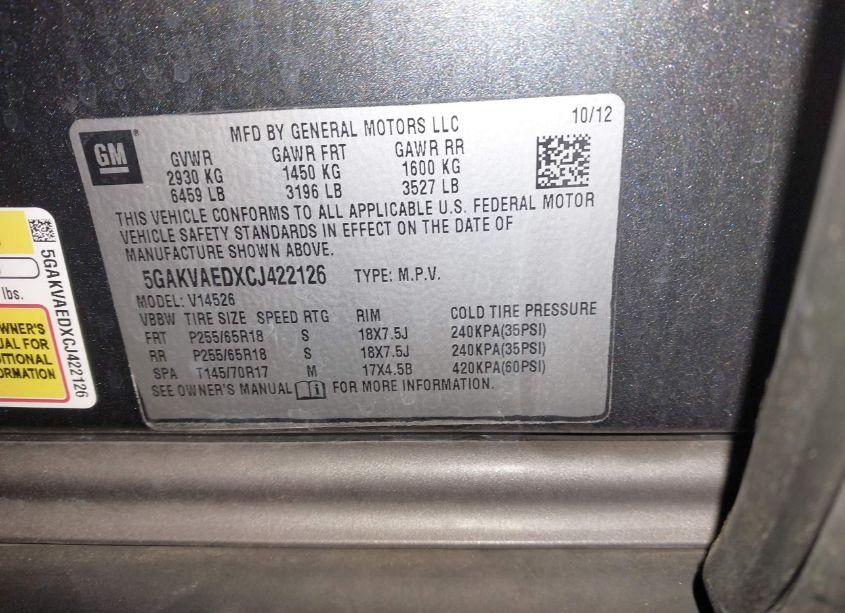 GM
MFD BY GENERAL MOTORS LLC
10/12
GVWR GAWR FRT GAWR RR
2930 KG 1450 KG 1600 KG
6459 LB 3196 LB 3527 LB
THIS VEHICLE CONFORMS TO ALL APPLICABLE U.S. FEDERAL MOTOR
VEHICLE SAFETY STANDARDS IN EFFECT ON THE DATE OF
MANUFACTURE SHOWN ABOVE.
5GAKVAEDXCJ422126 TYPE: M.P.V.
MODEL: V14526
VBBW TIRE SIZE SPEED RTG RIM COLD TIRE PRESSURE
FRT P255/65R18 S 18X7.5J 240KPA(35PSI)
RR P255/65R18 S 18X7.5J 240KPA(35PSI)
SPA T145/70R17 M 17X4.5B 420KPA(60PSI)
SEE OWNER'S MANUAL FOR MORE INFORMATION.
5GAKVAEDXCJ422126
lbs.
OWNER'S
FOR